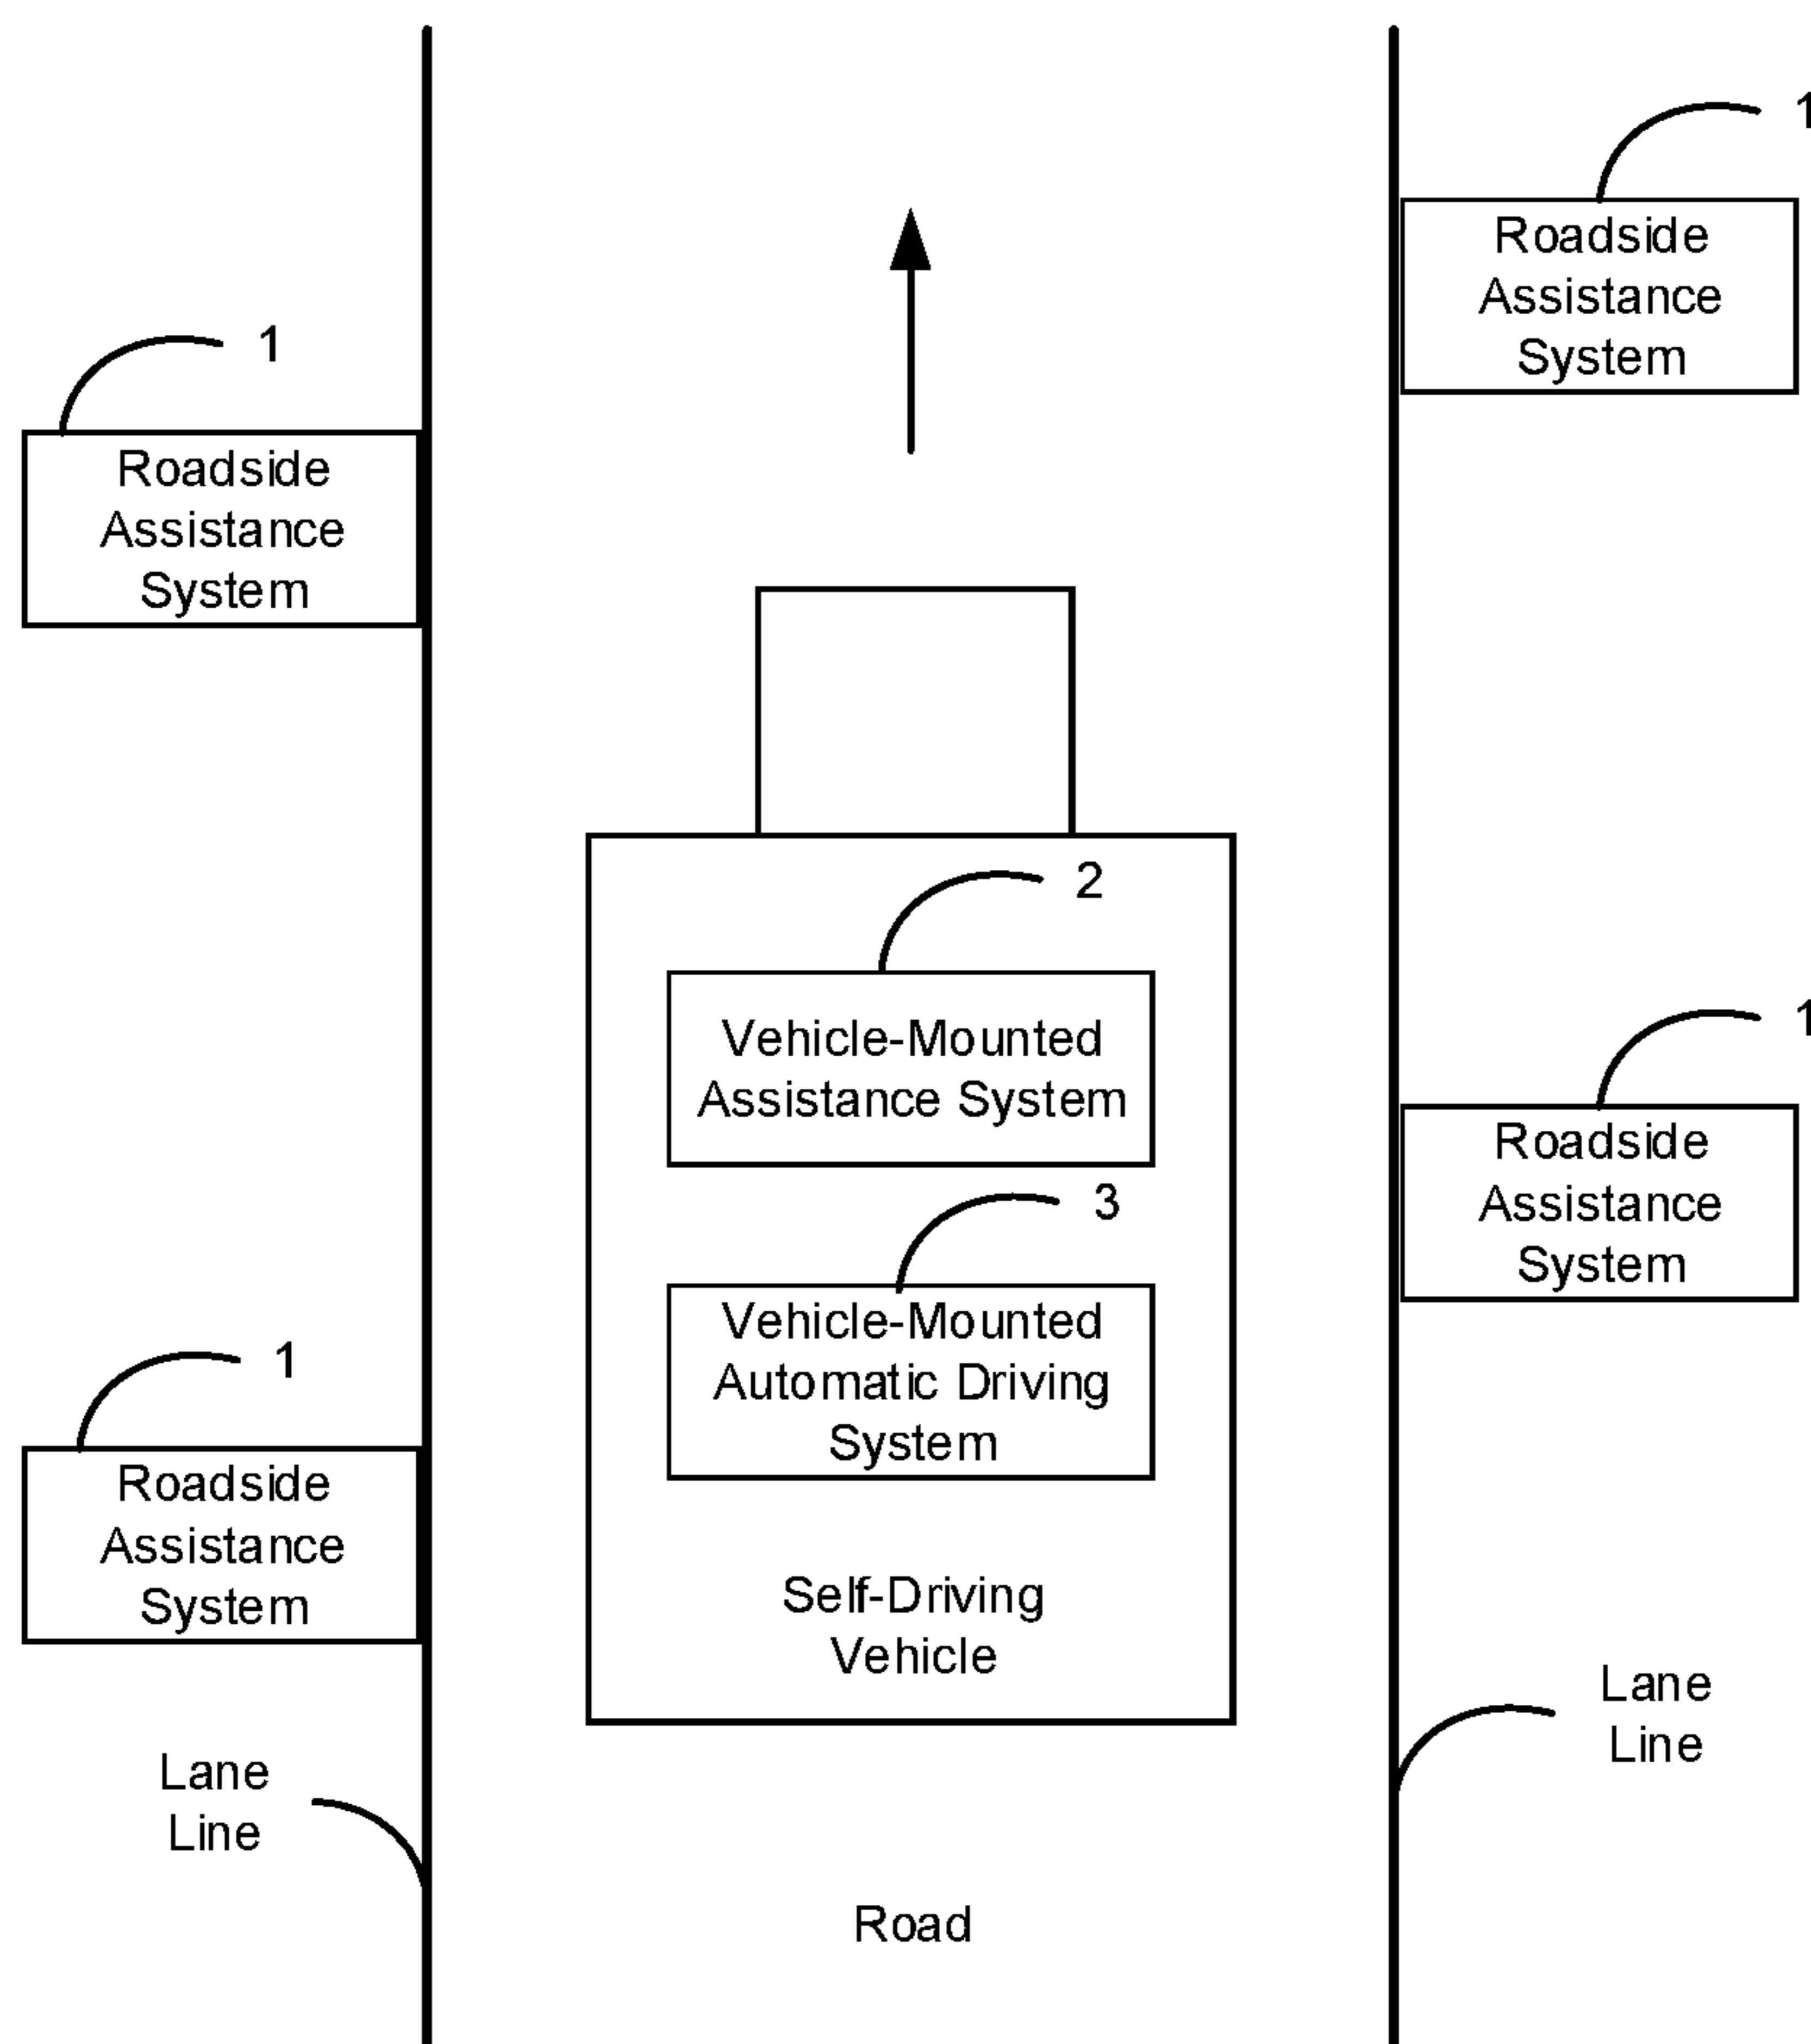 1
Roadside
Assistance
System
1
Roadside
Assistance
System
2
Vehicle-Mounted
Assistance System
1
Roadside
Assistance
System
3
Vehicle-Mounted
Automatic Driving
System
1
Roadside
Assistance
System
Self-Driving
Vehicle
Lane
Line
Lane
Line
Road